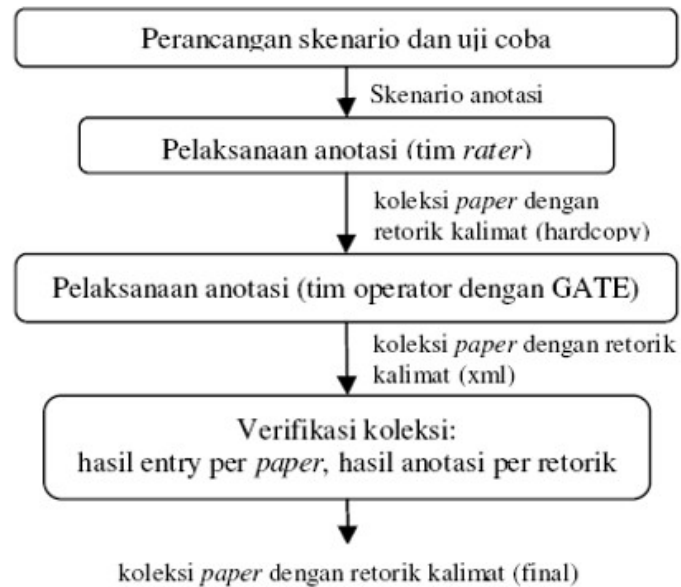 Perancangan skenario dan uji coba
Skenario anotasi
Pelaksanaan anotasi (tim rater)
koleksi paper dengan
retorik kalimat (hardcopy)
Pelaksanaan anotasi (tim operator dengan GATE)
koleksi paper dengan retorik
kalimat (xml)
Verifikasi koleksi:
hasil entry per paper, hasil anotasi per retorik
koleksi paper dengan retorik kalimat (final)